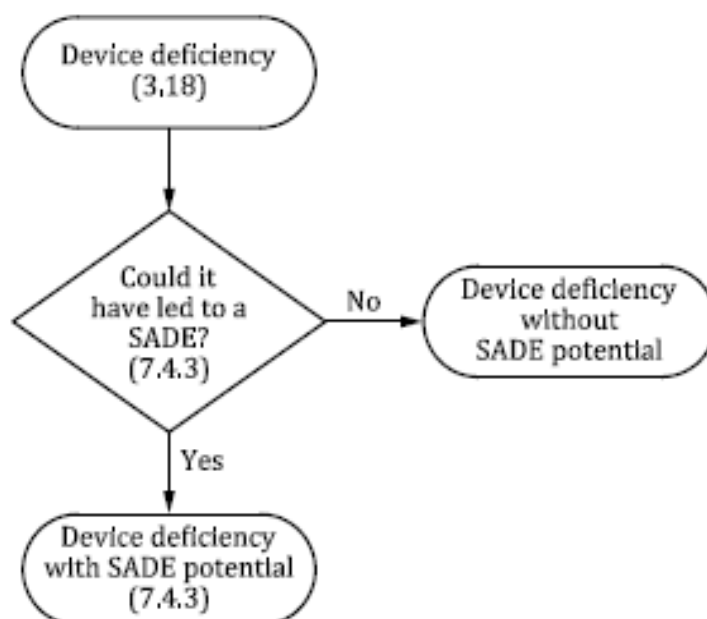 Device deficiency
(3.18)
Could it
have led to a
SADE?
(7.4.3)
No
Device deficiency
without
SADE potential
Yes
Device deficiency
with SADE potential
(7.4.3)